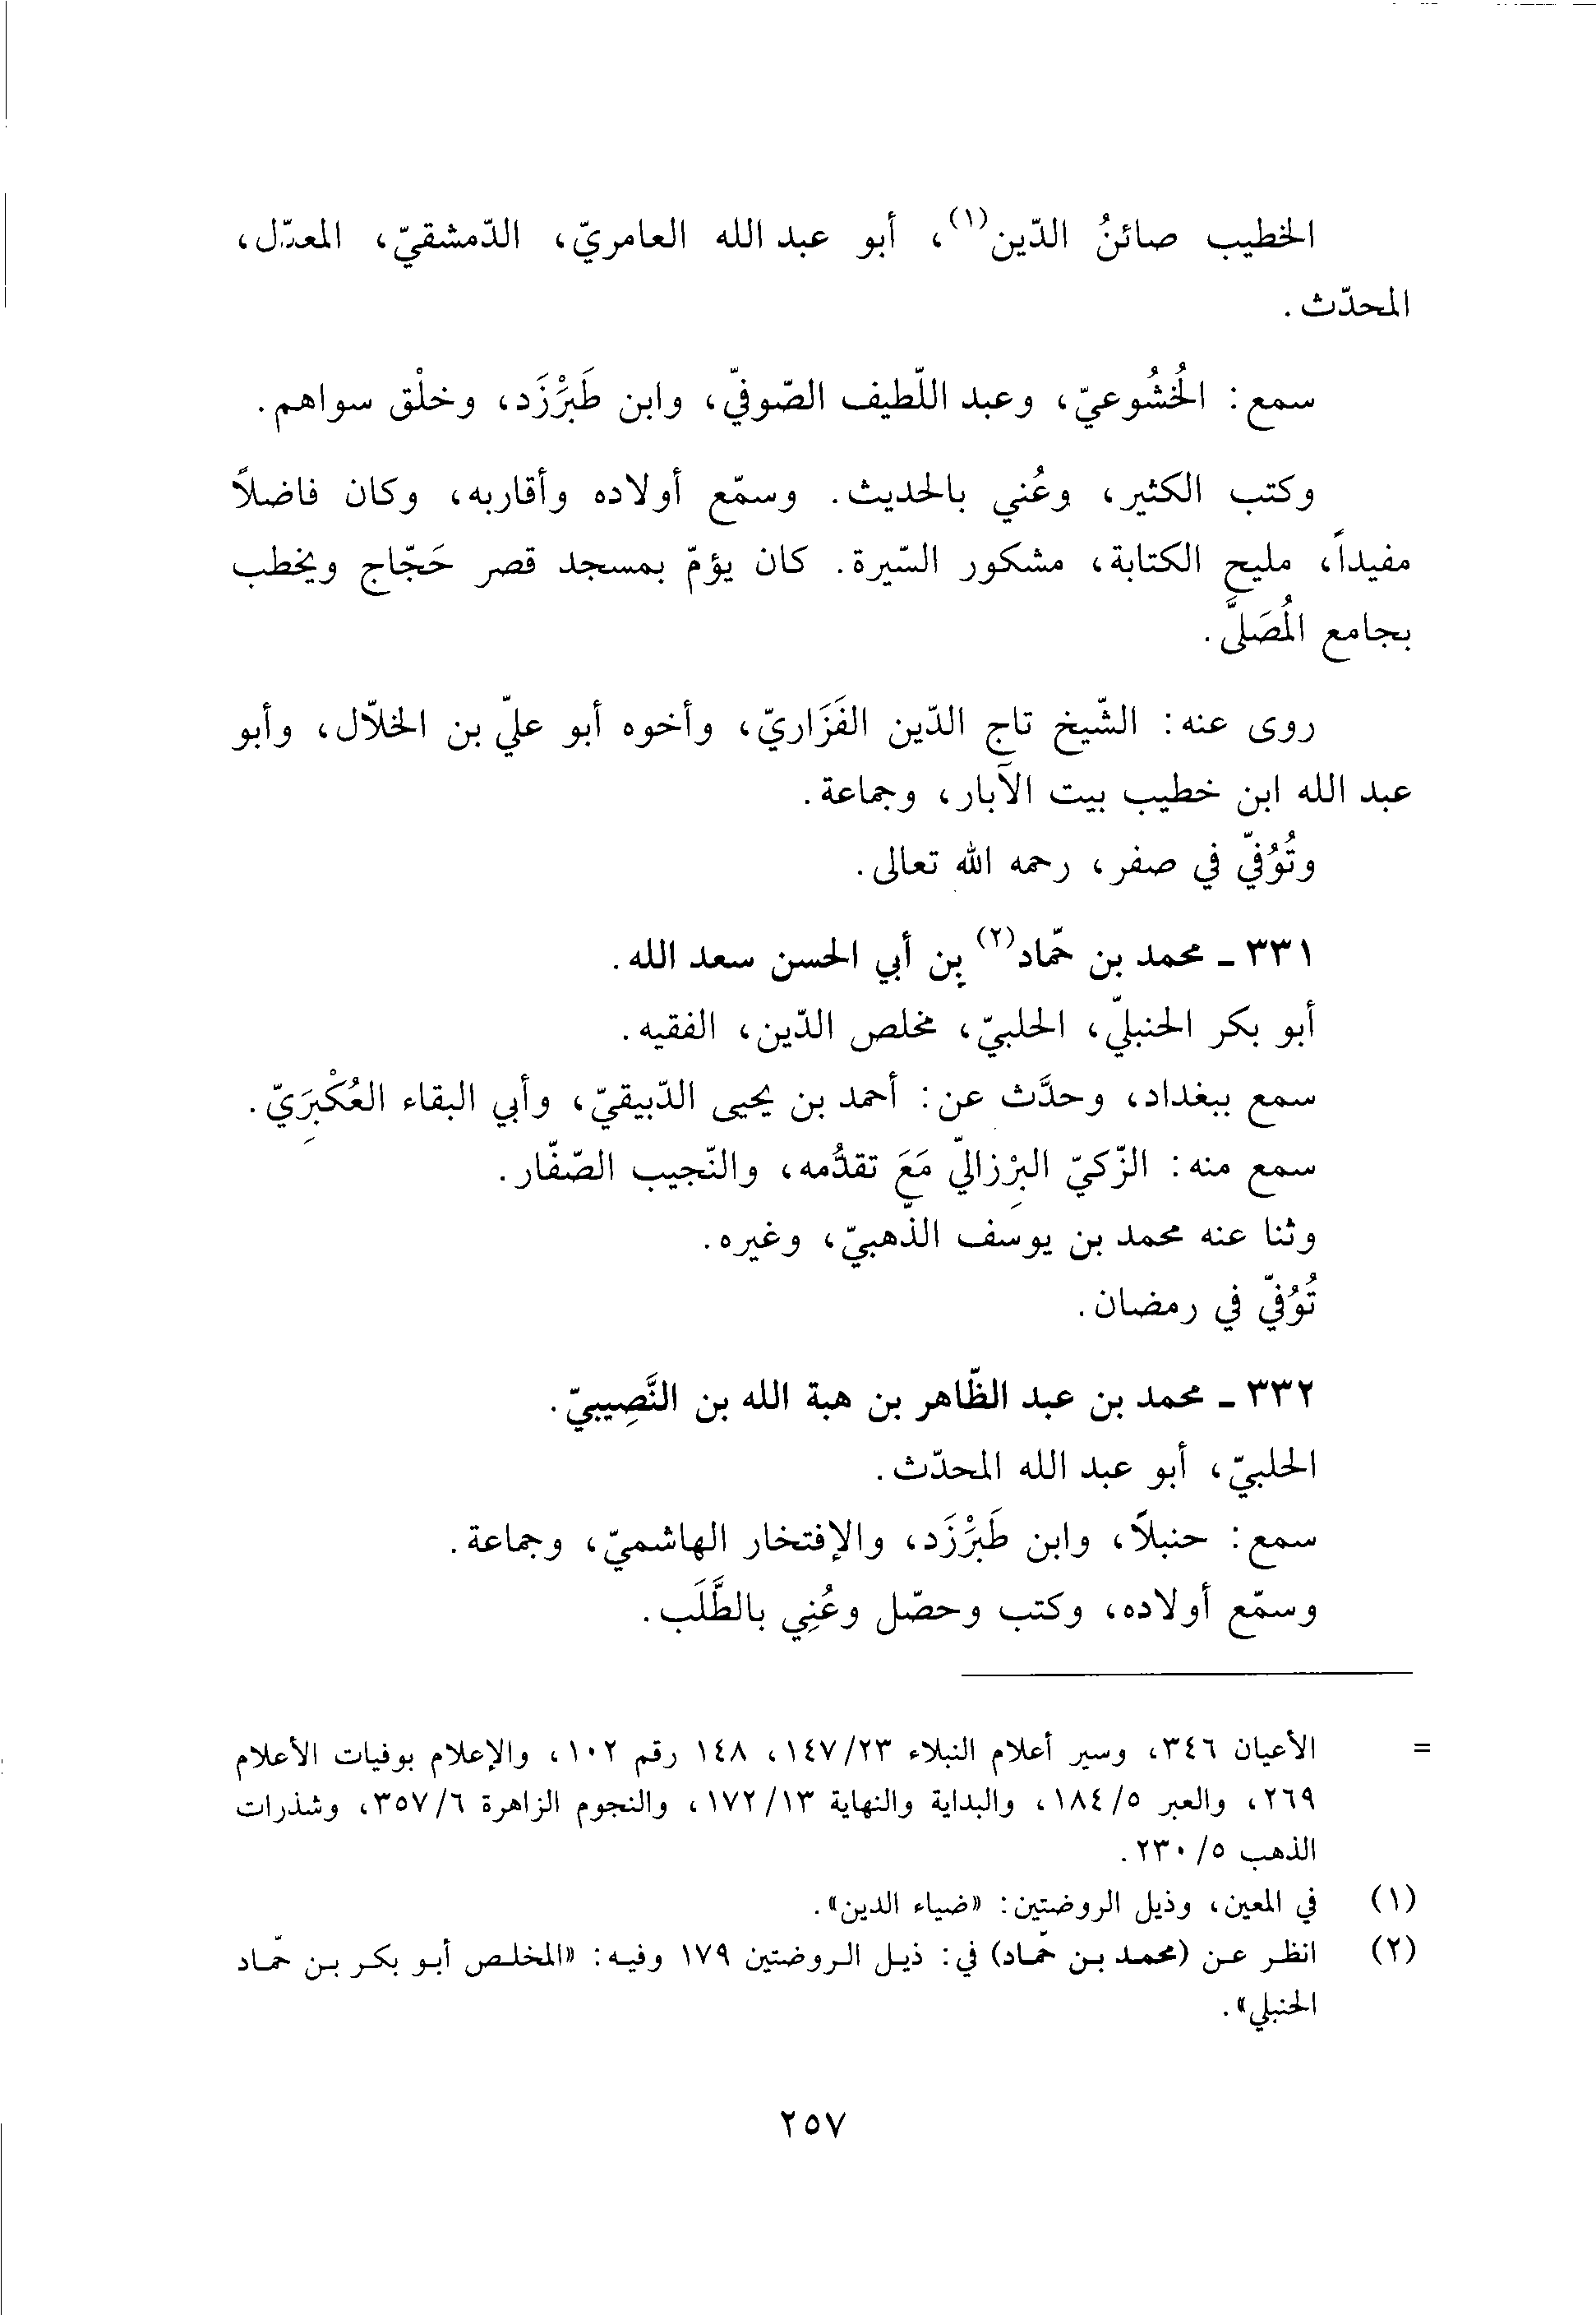 الخطيب صائنُ الدّين(١)، أبو عبد الله العامريّ، الدّمشقيّ، المعدّل،
المحدّث.
سمع: الخُشُوعيّ، وعبد اللّطيف الصّوفيّ، وابن طَبَرْزَد، وخلْق سواهم.
وكتب الكثير، وعُني بالحديث. وسمّع أولاده وأقاربه، وكان فاضلاً
مفيداً، مليح الكتابة، مشكور السّيرة. كان يؤمّ بمسجد قصر حَجّاج ويخطب
بجامع المُصَلَّى.
روى عنه: الشّيخ تاج الدّين الفَزَاريّ، وأخوه أبو عليّ بن الخلاّل، وأبو
عبد الله ابن خطيب بيت الآبار، وجماعة.
وتُوُفّي في صفر، رحمه الله تعالى.
٣٣١ ـ محمد بن حمّاد(٢) بن أبي الحسن سعد الله.
أبو بكر الحنبليّ، الحلبيّ، مخلص الدّين، الفقيه.
سمع ببغداد، وحدَّث عن: أحمد بن يحيى الدّبيقيّ، وأبي البقاء العُكْبَرِيّ.
سمع منه: الزّكيّ البِرْزاليّ مَعَ تقدُّمه، والنّجيب الصّفّار.
وثنا عنه محمد بن يوسف الذّهبيّ، وغيره.
تُوُفّي في رمضان.
٣٣٢ ـ محمد بن عبد الظّاهر بن هبة الله بن النَّصِيبيّ.
الحلبيّ، أبو عبد الله المحدّث.
سمع: حنبلاً، وابن طَبَرْزَد، والإفتخار الهاشميّ، وجماعة.
وسمّع أولاده، وكتب وحصّل وعُنِي بالطَّلَب.
= الأعيان ٣٤٦، وسير أعلام النبلاء ٢٣/١٤٧، ١٤٨ رقم ١٠٢، والإعلام بوفيات الأعلام
٢٦٩، والعبر ٥/١٨٤، والبداية والنهاية ١٣/١٧٢، والنجوم الزاهرة ٦/٣٥٧، وشذرات
الذهب ٥/٢٣٠.
(١) في المعين، وذيل الروضتين: «ضياء الدين».
(٢) انظر عن (محمد بن حمّاد) في: ذيل الروضتين ١٧٩ وفيه: «المخلص أبو بكر بن حمّاد
الحنبلي».
٢٥٧